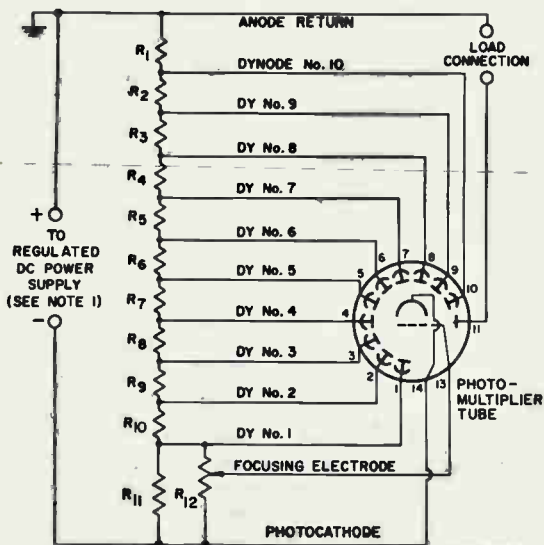 ANODE RETURN
LOAD
CONNECTION
R1
DYNODE No. 10
R2
DY No. 9
R3
DY No. 8
R4
DY No. 7
R5
DY No. 6
R6
DY No. 5
R7
DY No. 4
R8
DY No. 3
R9
DY No. 2
R10
DY No. 1
R11
R12
FOCUSING ELECTRODE
PHOTOCATHODE
+
TO
REGULATED
DC POWER
SUPPLY
(SEE NOTE 1)
-
5 6 7 8 9 10
4 11
3 2 1 14 13
PHOTO-
MULTIPLIER
TUBE